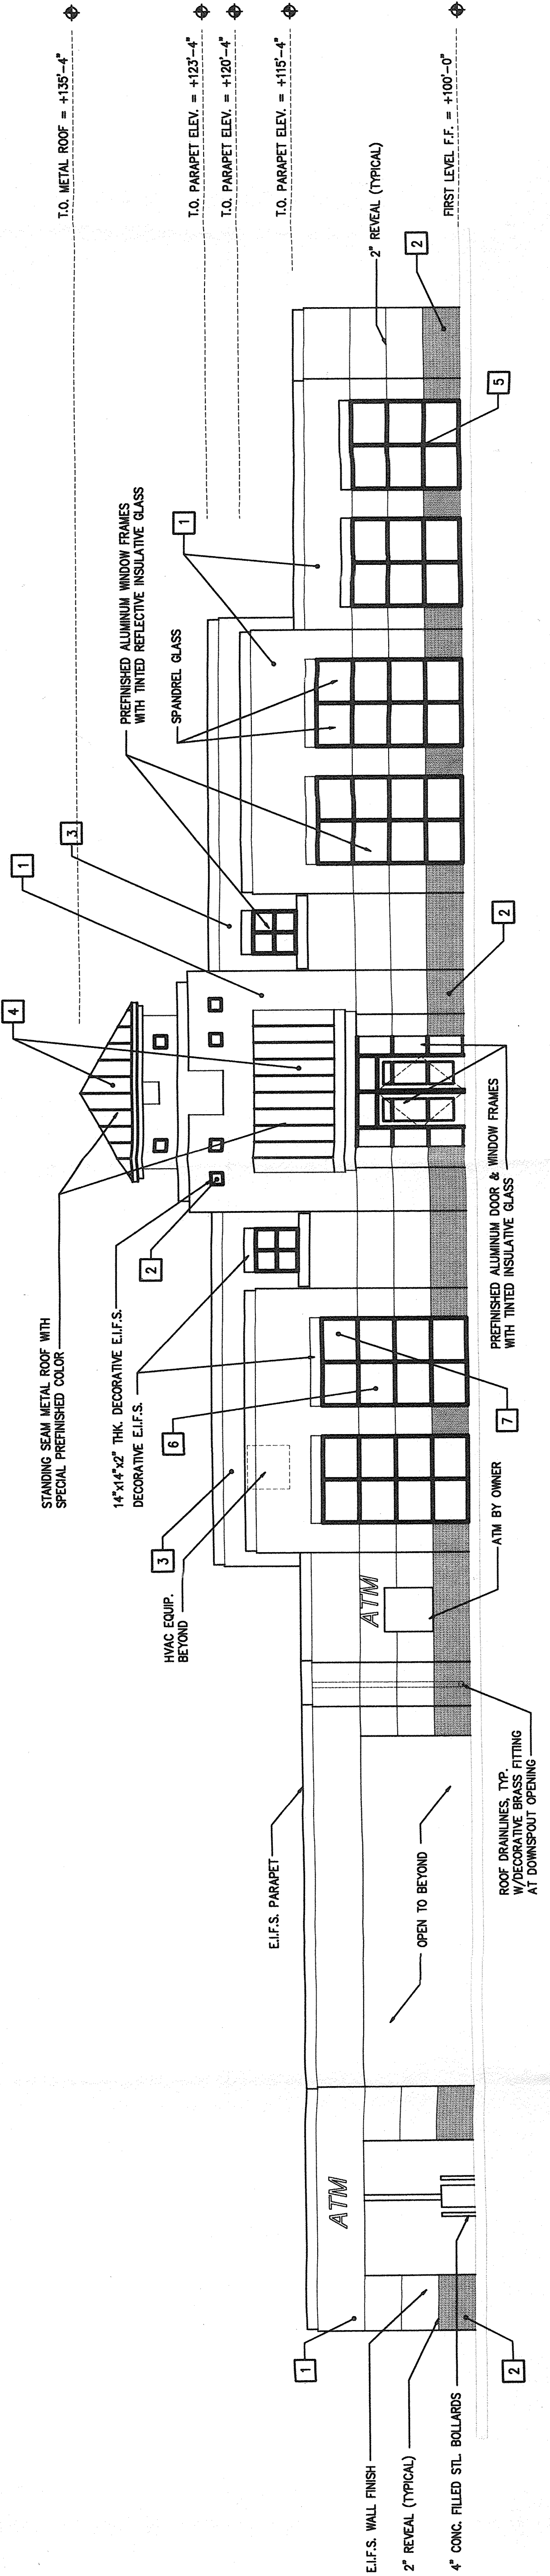 T.O. METAL ROOF = +135'-4"
T.O. PARAPET ELEV. = +123'-4"
T.O. PARAPET ELEV. = +120'-4"
T.O. PARAPET ELEV. = +115'-4"
2" REVEAL (TYPICAL)
FIRST LEVEL F.F. = +100'-0"
2
5
1
PREFINISHED ALUMINUM WINDOW FRAMES
WITH TINTED REFLECTIVE INSULATIVE GLASS
SPANDREL GLASS
3
1
4
2
STANDING SEAM METAL ROOF WITH
SPECIAL PREFINISHED COLOR
14"x14"x2" THK. DECORATIVE E.I.F.S.
DECORATIVE E.I.F.S.
2
6
3
7
PREFINISHED ALUMINUM DOOR & WINDOW FRAMES
WITH TINTED INSULATIVE GLASS
HVAC EQUIP.
BEYOND
ATM
ATM BY OWNER
E.I.F.S. PARAPET
OPEN TO BEYOND
ROOF DRAINLINES, TYP.
W/DECORATIVE BRASS FITTING
AT DOWNSPOUT OPENING
ATM
1
2
E.I.F.S. WALL FINISH
2" REVEAL (TYPICAL)
4" CONC. FILLED STL. BOLLARDS